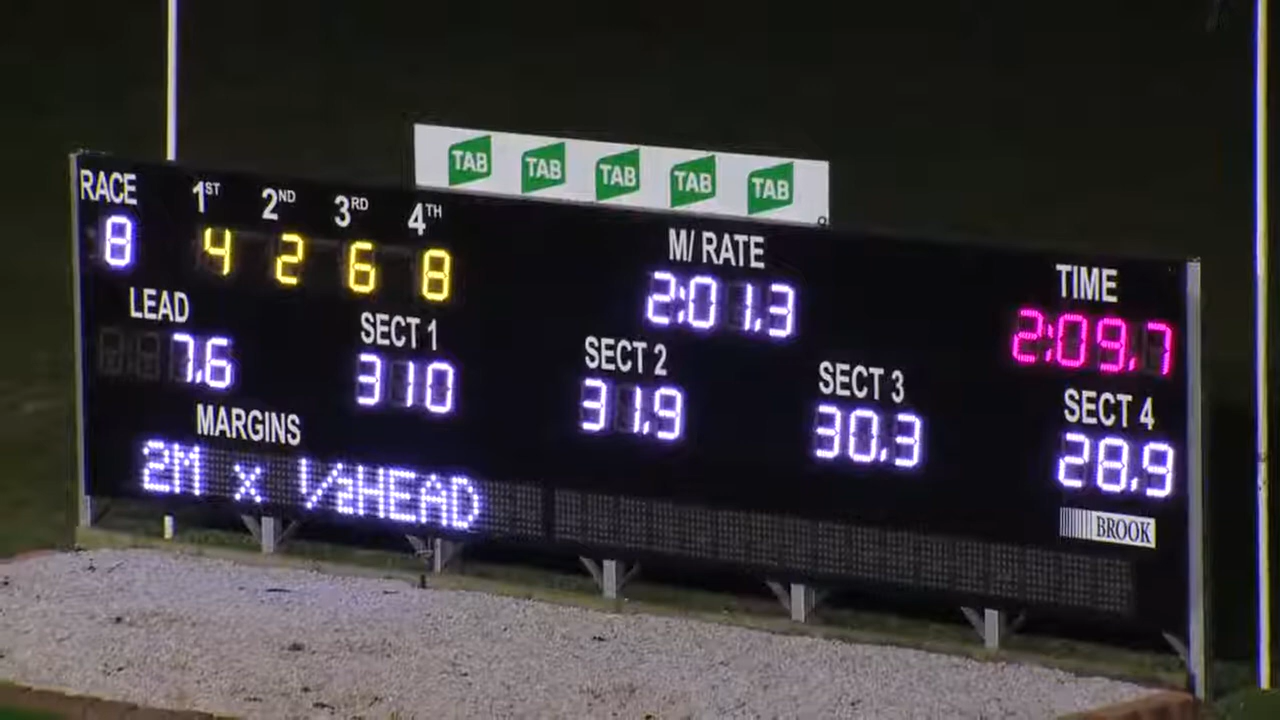 TAB TAB TAB TAB TAB
RACE 1ST 2ND 3RD 4TH
8 4 2 6 8
M/ RATE
2:01.3
TIME
2:09.7
LEAD
7.6
SECT 1
310
SECT 2
31.9
SECT 3
30.3
SECT 4
28.9
MARGINS
2M x 1/2HEAD
BROOK